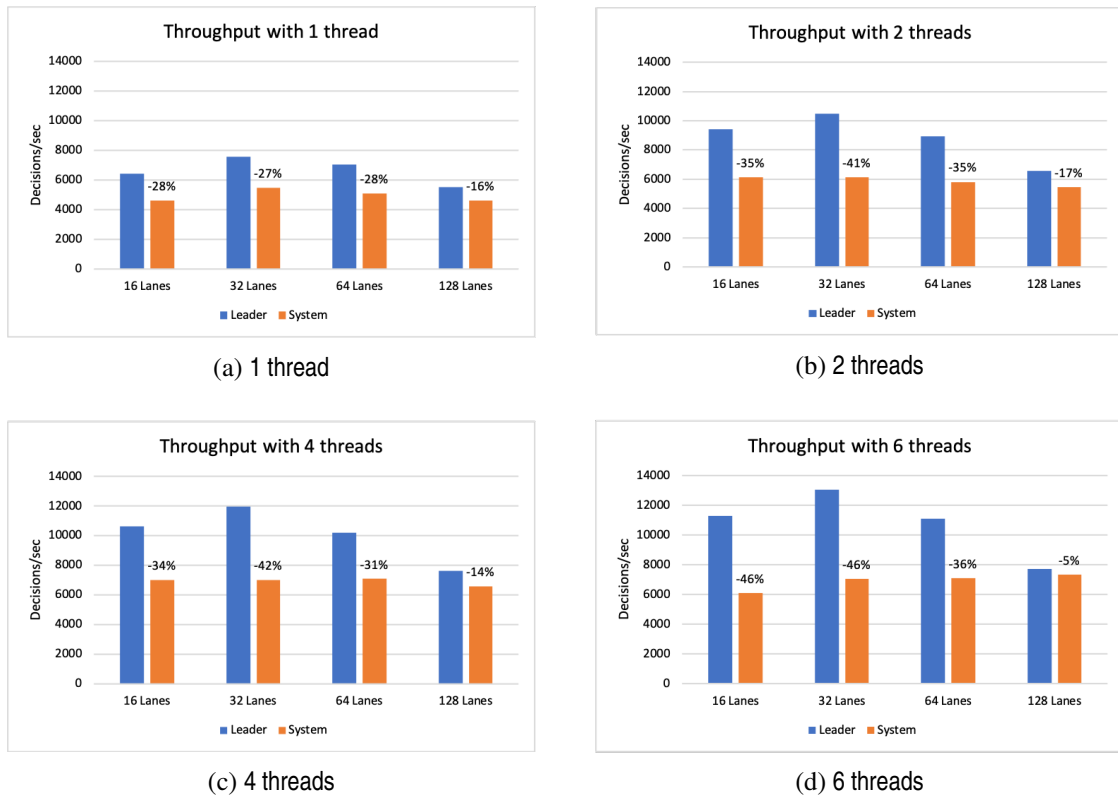 Throughput with 1 thread
Decisions/sec
14000
12000
10000
8000
6000
4000
2000
0
-28%
-27%
-28%
-16%
16 Lanes
32 Lanes
64 Lanes
128 Lanes
Leader
System
(a) 1 thread
Throughput with 2 threads
Decisions/sec
14000
12000
10000
8000
6000
4000
2000
0
-35%
-41%
-35%
-17%
16 Lanes
32 Lanes
64 Lanes
128 Lanes
Leader
System
(b) 2 threads
Throughput with 4 threads
Decisions/sec
14000
12000
10000
8000
6000
4000
2000
0
-34%
-42%
-31%
-14%
16 Lanes
32 Lanes
64 Lanes
128 Lanes
Leader
System
(c) 4 threads
Throughput with 6 threads
Decisions/sec
14000
12000
10000
8000
6000
4000
2000
0
-46%
-46%
-36%
-5%
16 Lanes
32 Lanes
64 Lanes
128 Lanes
Leader
System
(d) 6 threads